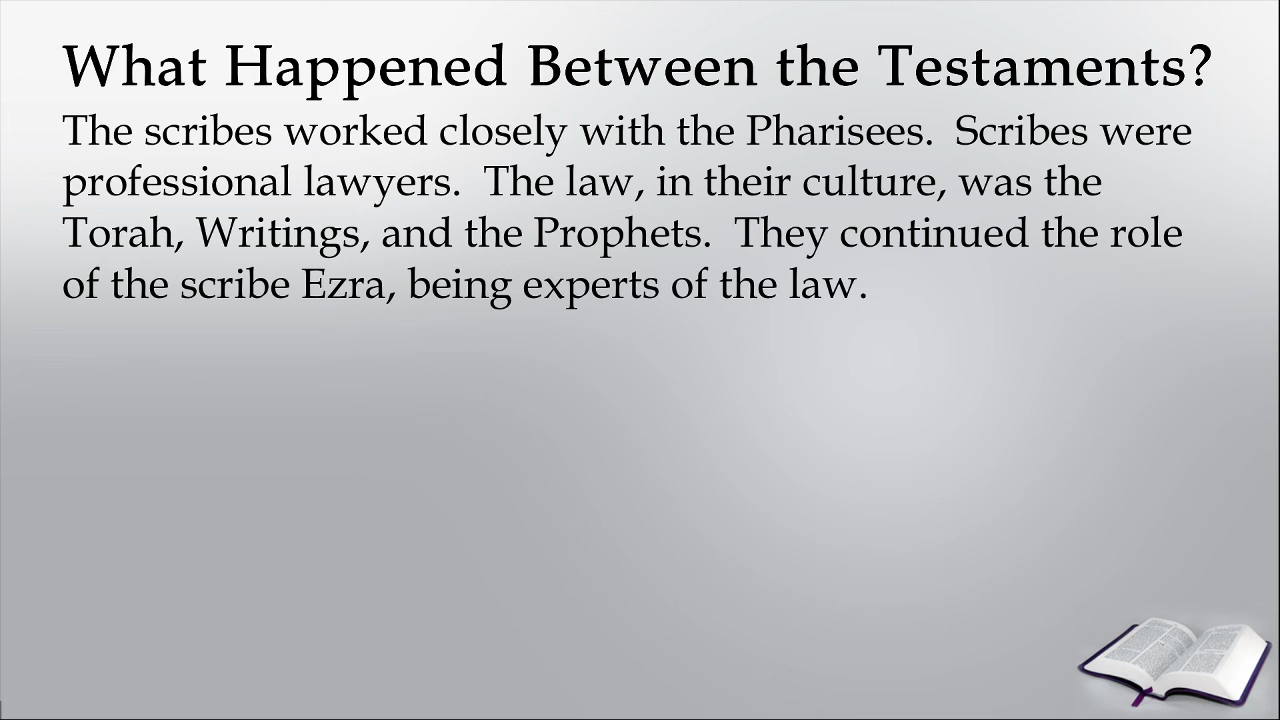 What Happened Between the Testaments?
The scribes worked closely with the Pharisees.  Scribes were
professional lawyers.  The law, in their culture, was the
Torah, Writings, and the Prophets.  They continued the role
of the scribe Ezra, being experts of the law.